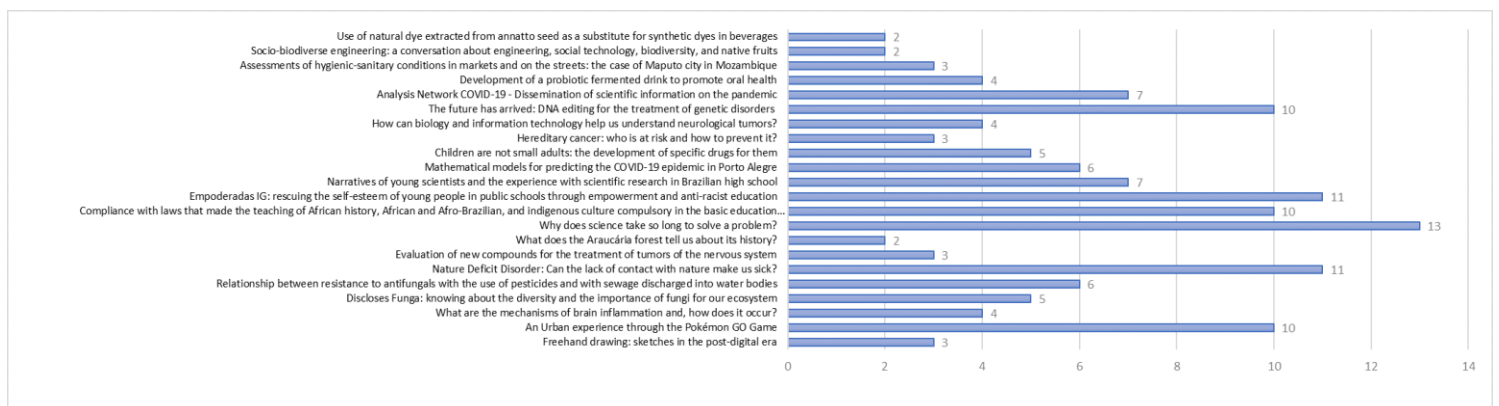 Use of natural dye extracted from annatto seed as a substitute for synthetic dyes in beverages 2
Socio-biodiverse engineering: a conversation about engineering, social technology, biodiversity, and native fruits 2
Assessments of hygienic-sanitary conditions in markets and on the streets: the case of Maputo city in Mozambique 3
Development of a probiotic fermented drink to promote oral health 4
Analysis Network COVID-19 - Dissemination of scientific information on the pandemic 7
The future has arrived: DNA editing for the treatment of genetic disorders 10
How can biology and information technology help us understand neurological tumors? 4
Hereditary cancer: who is at risk and how to prevent it? 3
Children are not small adults: the development of specific drugs for them 5
Mathematical models for predicting the COVID-19 epidemic in Porto Alegre 6
Narratives of young scientists and the experience with scientific research in Brazilian high school 7
Empoderadas IG: rescuing the self-esteem of young people in public schools through empowerment and anti-racist education 11
Compliance with laws that made the teaching of African history, African and Afro-Brazilian, and indigenous culture compulsory in the basic education... 10
Why does science take so long to solve a problem? 13
What does the Araucária forest tell us about its history? 2
Evaluation of new compounds for the treatment of tumors of the nervous system 3
Nature Deficit Disorder: Can the lack of contact with nature make us sick? 11
Relationship between resistance to antifungals with the use of pesticides and with sewage discharged into water bodies 6
Discloses Funga: knowing about the diversity and the importance of fungi for our ecosystem 5
What are the mechanisms of brain inflammation and, how does it occur? 4
An Urban experience through the Pokémon GO Game 10
Freehand drawing: sketches in the post-digital era 3
0 2 4 6 8 10 12 14